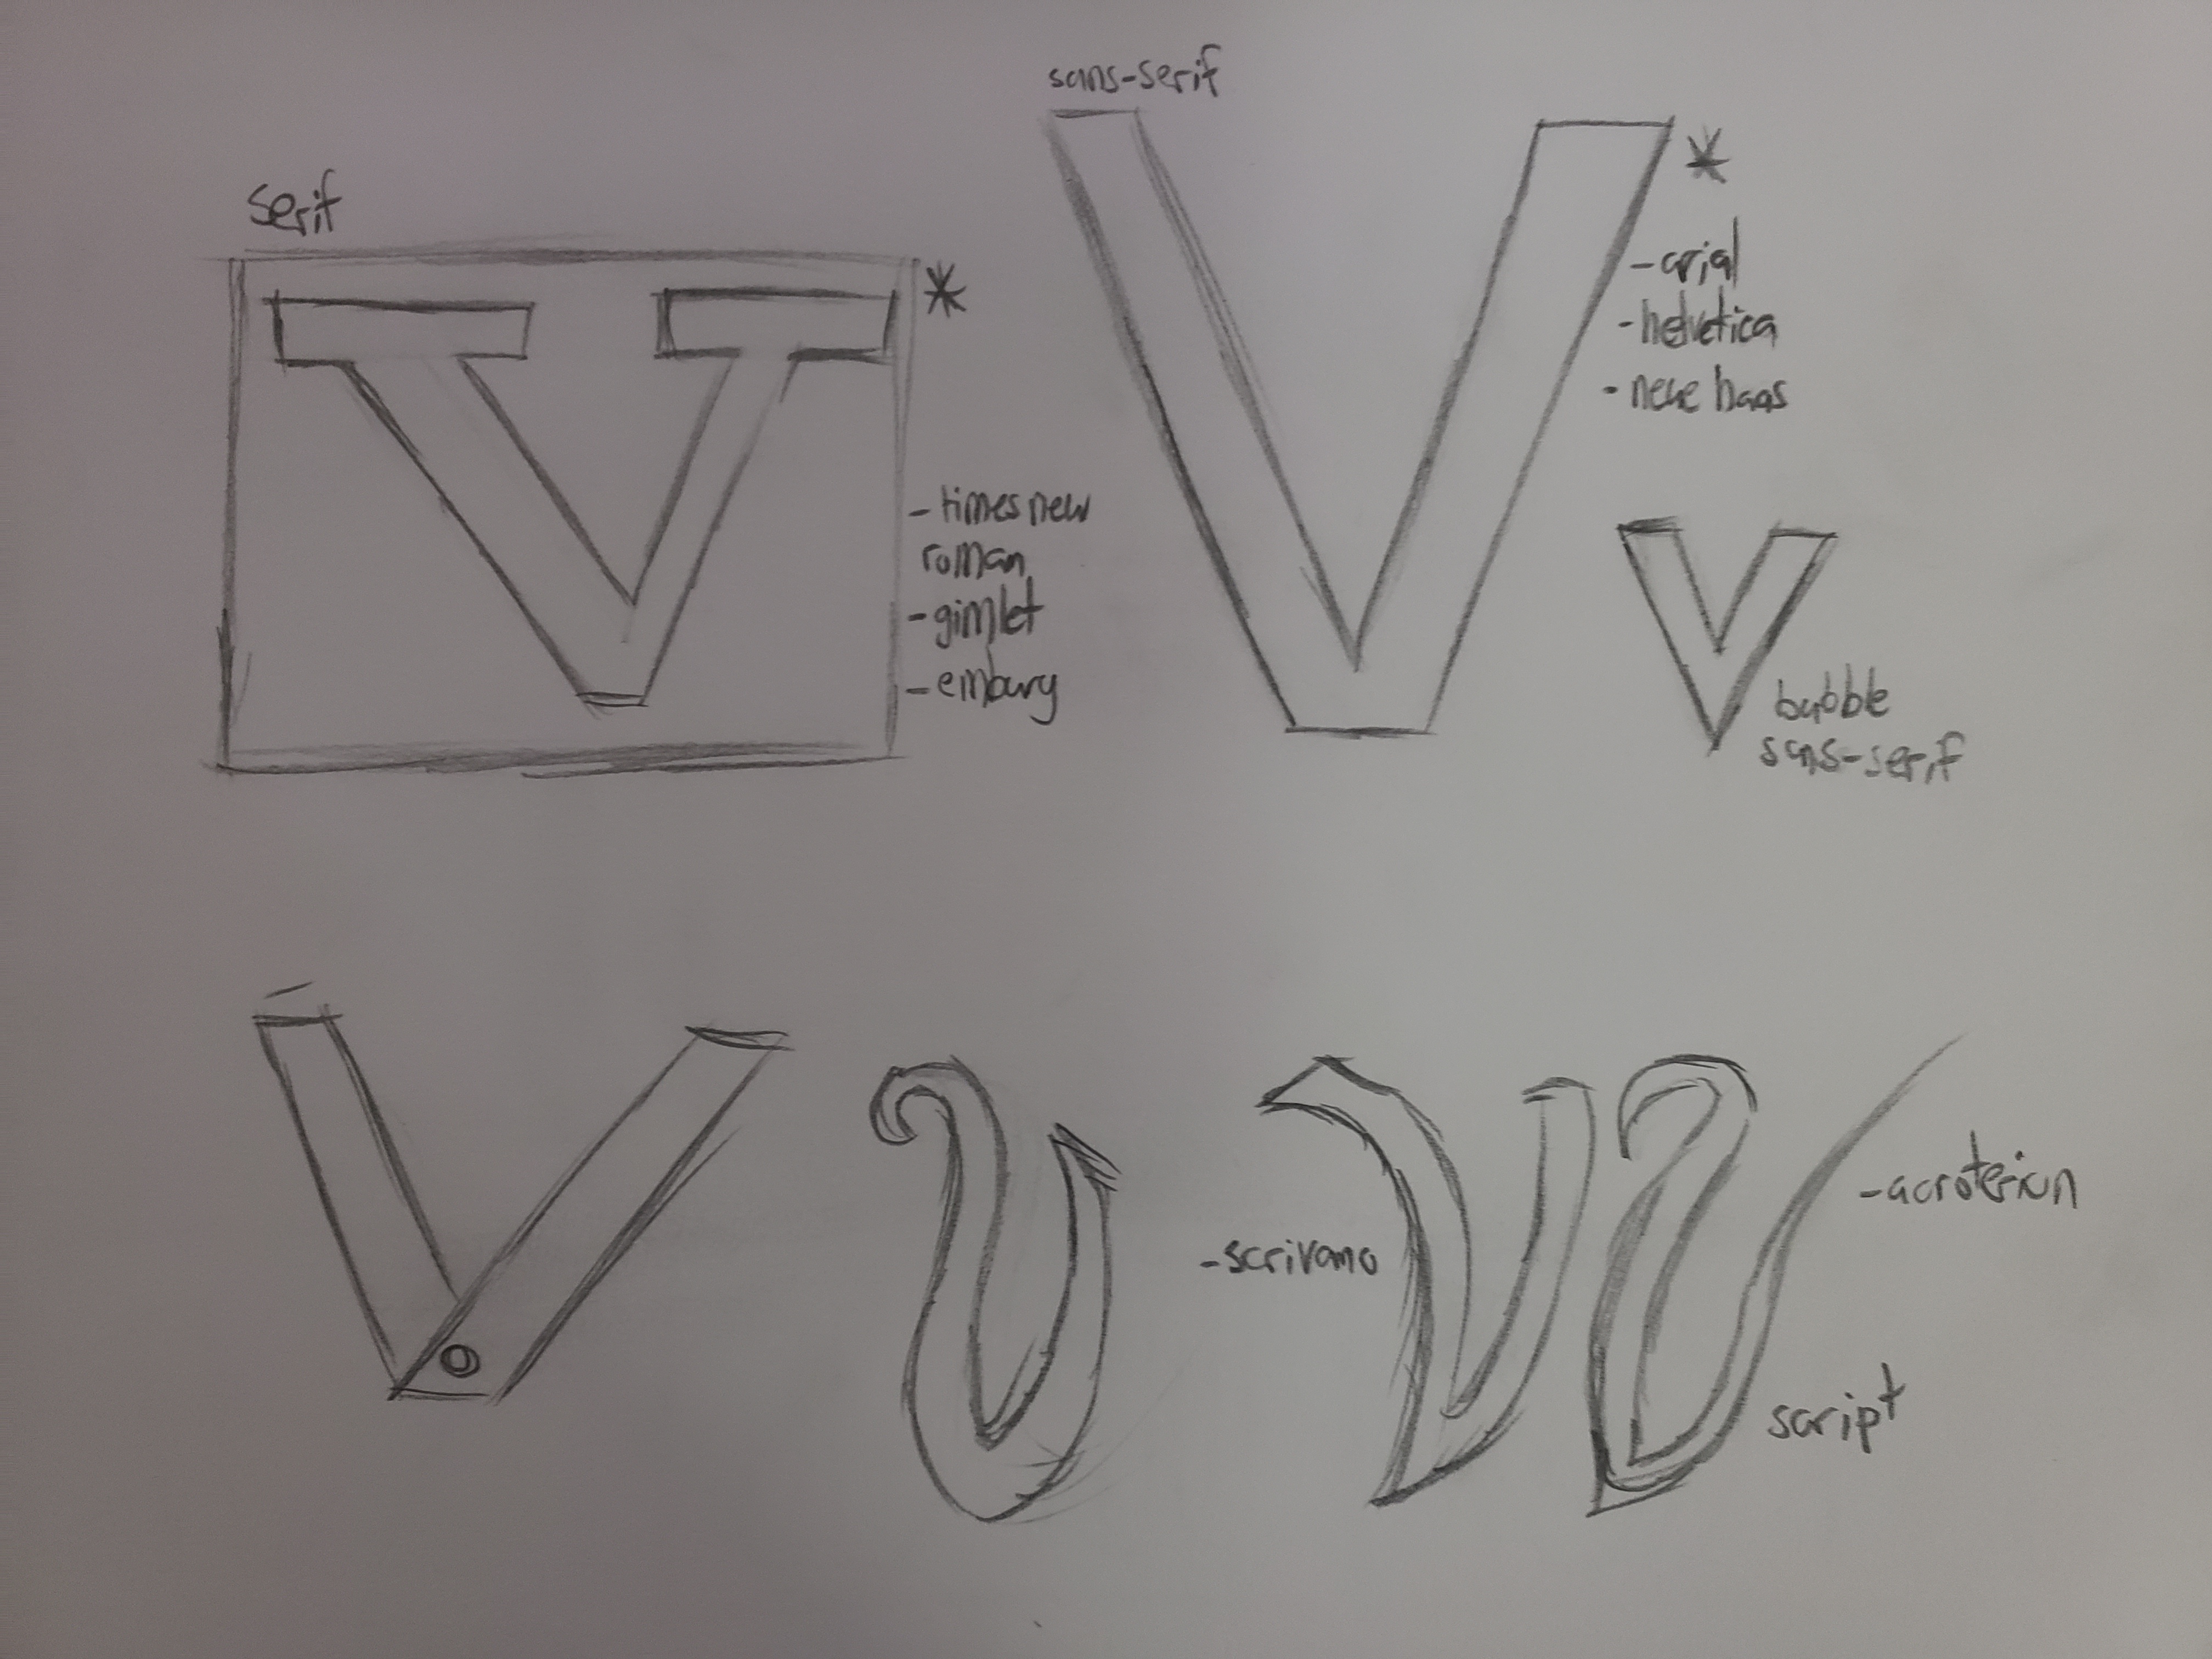 sans-serif
serif
V
V
*
*
-arial
-helvetica
-neue haas
-times new
roman
-gimlet
-embury
V
bubble
sans-serif
V
V
V
V
-acroterion
-scrivano
script